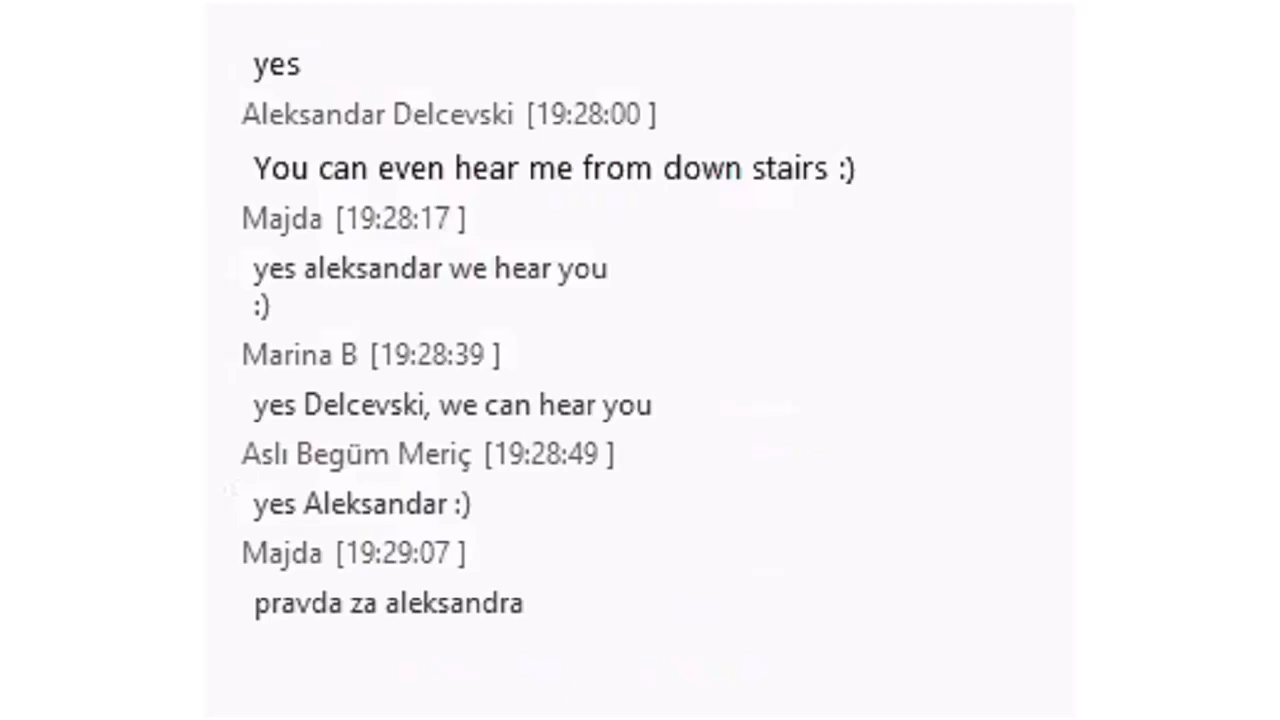 yes
Aleksandar Delcevski [19:28:00 ]
You can even hear me from down stairs :)
Majda [19:28:17 ]
yes aleksandar we hear you
:)
Marina B [19:28:39 ]
yes Delcevski, we can hear you
Aslı Begüm Meriç [19:28:49 ]
yes Aleksandar :)
Majda [19:29:07 ]
pravda za aleksandra